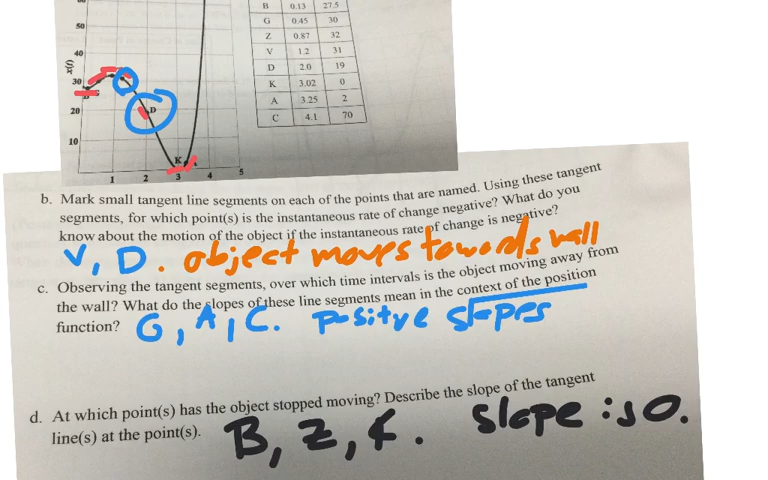 50
40
30
20
10
x(t)
1 2 3 4 5
D
K
B 0.13 27.5
G 0.45 30
Z 0.87 32
V 1.2 31
D 2.0 19
K 3.02 0
A 3.25 2
C 4.1 70
b. Mark small tangent line segments on each of the points that are named. Using these tangent
segments, for which point(s) is the instantaneous rate of change negative? What do you
know about the motion of the object if the instantaneous rate of change is negative?
V, D. object moves towards wall
c. Observing the tangent segments, over which time intervals is the object moving away from
the wall? What do the slopes of these line segments mean in the context of the position
function? G, A, C. positive slopes
d. At which point(s) has the object stopped moving? Describe the slope of the tangent
line(s) at the point(s). B, Z, K. slope is 0.